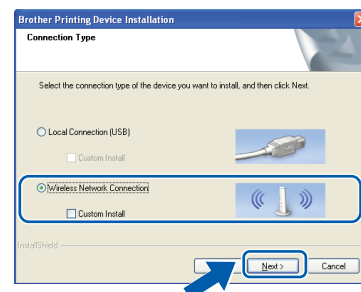 Brother Printing Device Installation
Connection Type
Select the connection type of the device you want to install, and then click Next.
Local Connection (USB)
Custom Install
Wireless Network Connection
Custom Install
InstallShield
Next >
Cancel